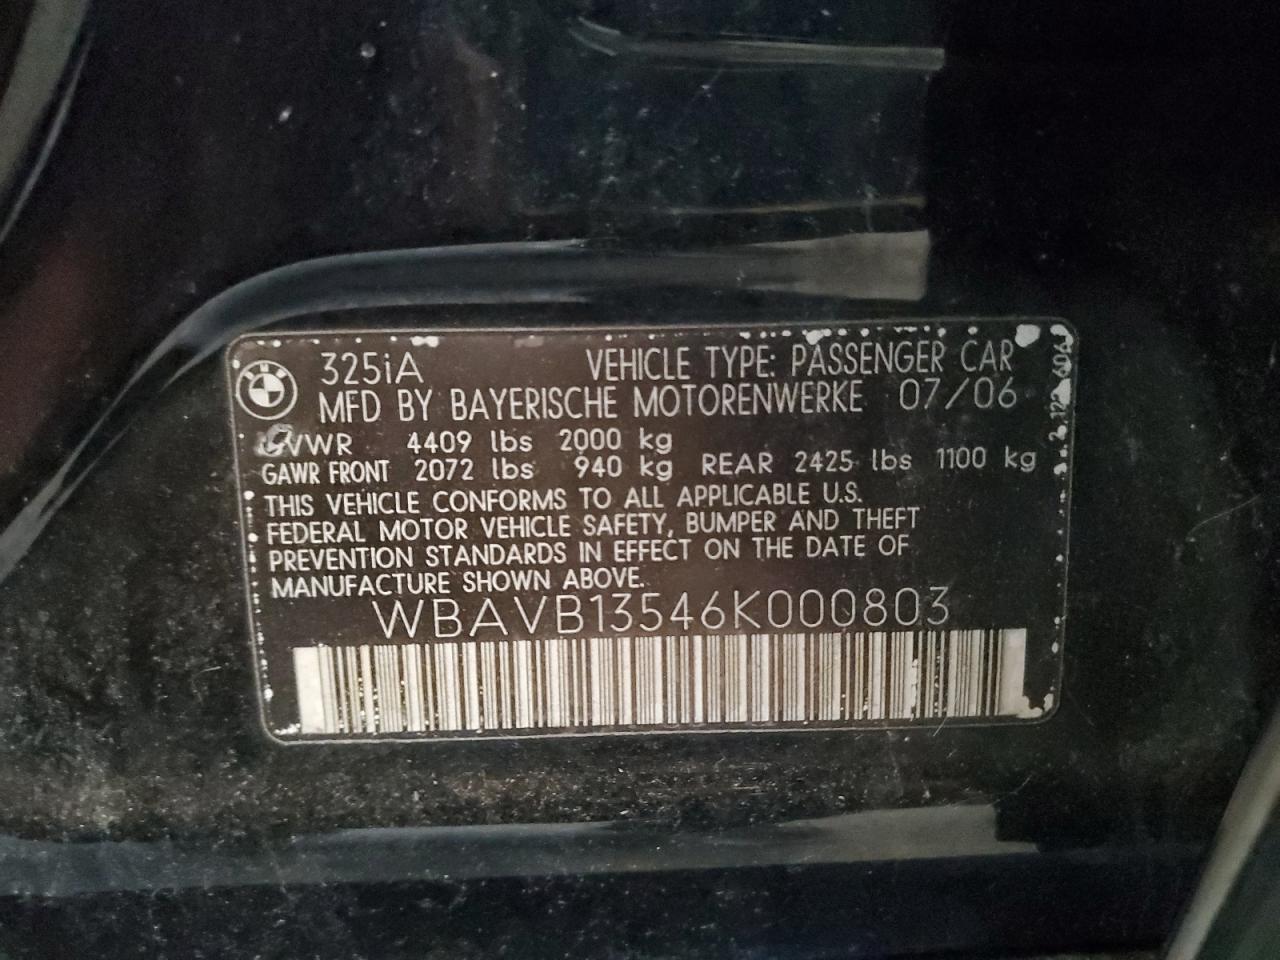 BMW
325iA VEHICLE TYPE: PASSENGER CAR
MFD BY BAYERISCHE MOTORENWERKE 07/06
GVWR 4409 lbs 2000 kg
GAWR FRONT 2072 lbs 940 kg REAR 2425 lbs 1100 kg
THIS VEHICLE CONFORMS TO ALL APPLICABLE U.S.
FEDERAL MOTOR VEHICLE SAFETY, BUMPER AND THEFT
PREVENTION STANDARDS IN EFFECT ON THE DATE OF
MANUFACTURE SHOWN ABOVE.
WBAVB13546K000803